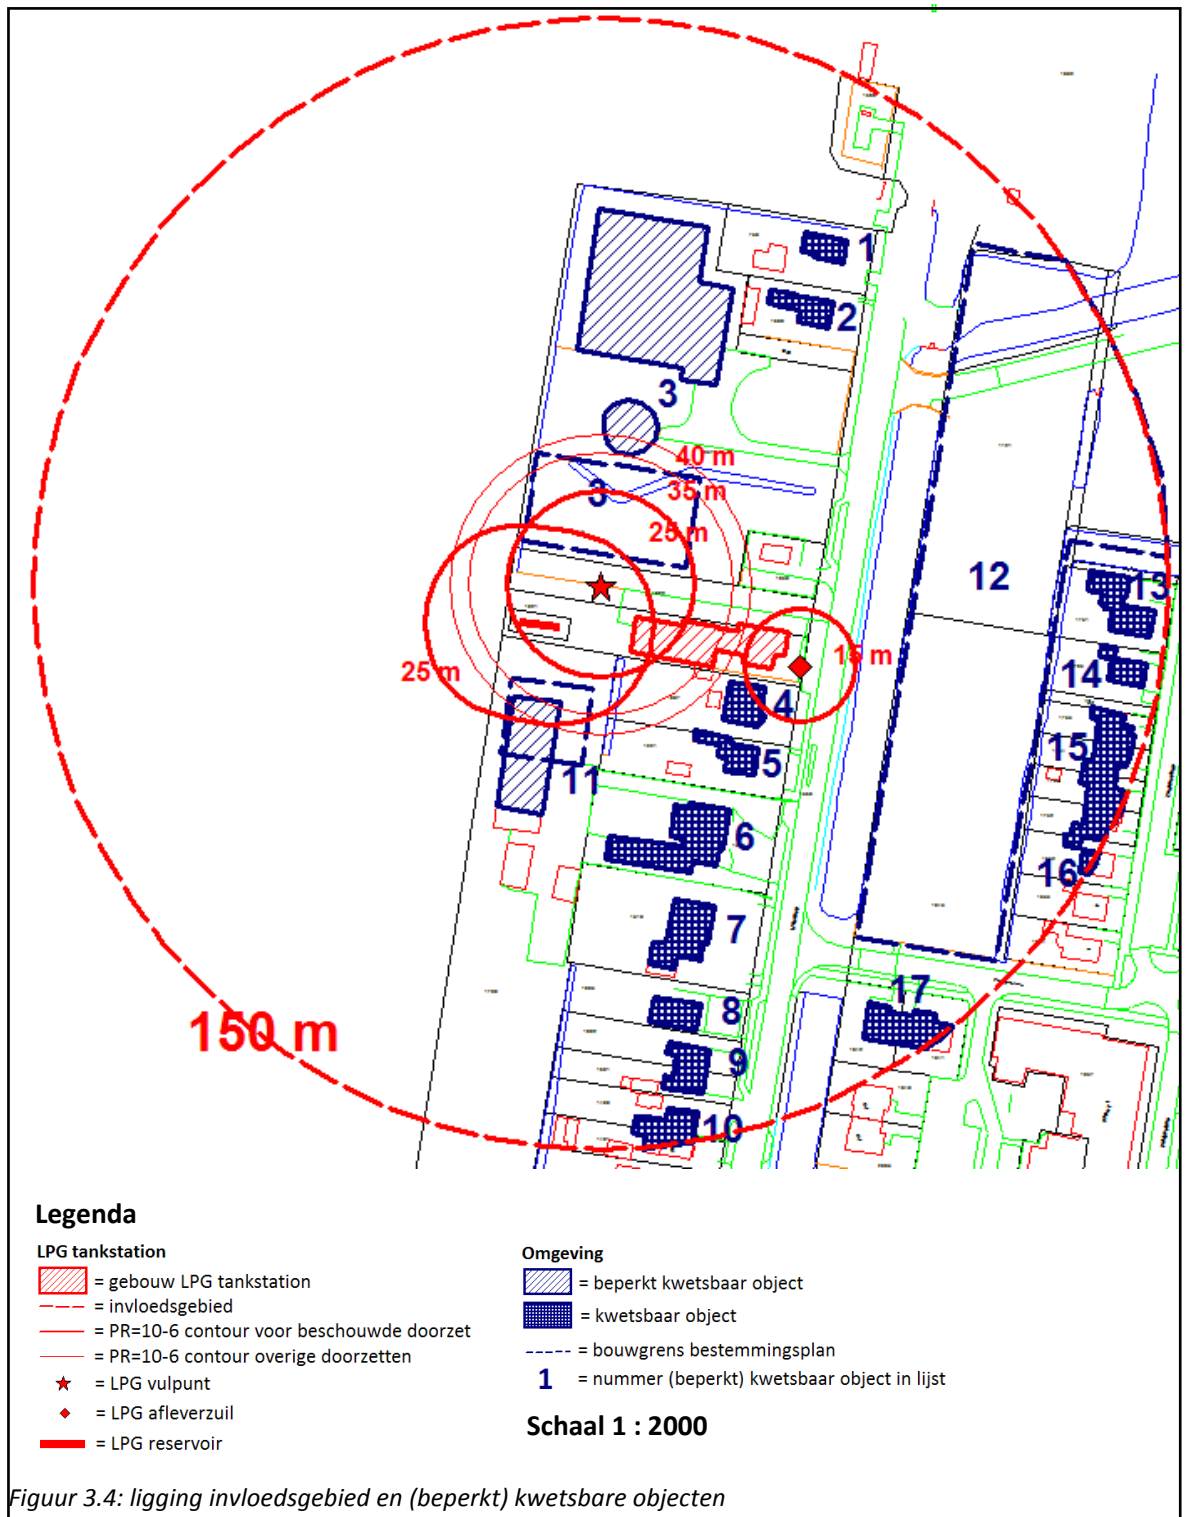 1
2
3
40 m
35 m
3
25 m
12
13
15 m
14
25 m
4
5
15
11
6
16
7
17
8
150 m
9
10
Legenda
LPG tankstation
= gebouw LPG tankstation
= invloedsgebied
= PR=10-6 contour voor beschouwde doorzet
= PR=10-6 contour overige doorzetten
= LPG vulpunt
= LPG afleverzuil
= LPG reservoir
Omgeving
= beperkt kwetsbaar object
= kwetsbaar object
= bouwgrens bestemmingsplan
1 = nummer (beperkt) kwetsbaar object in lijst
Schaal 1 : 2000
Figuur 3.4: ligging invloedsgebied en (beperkt) kwetsbare objecten